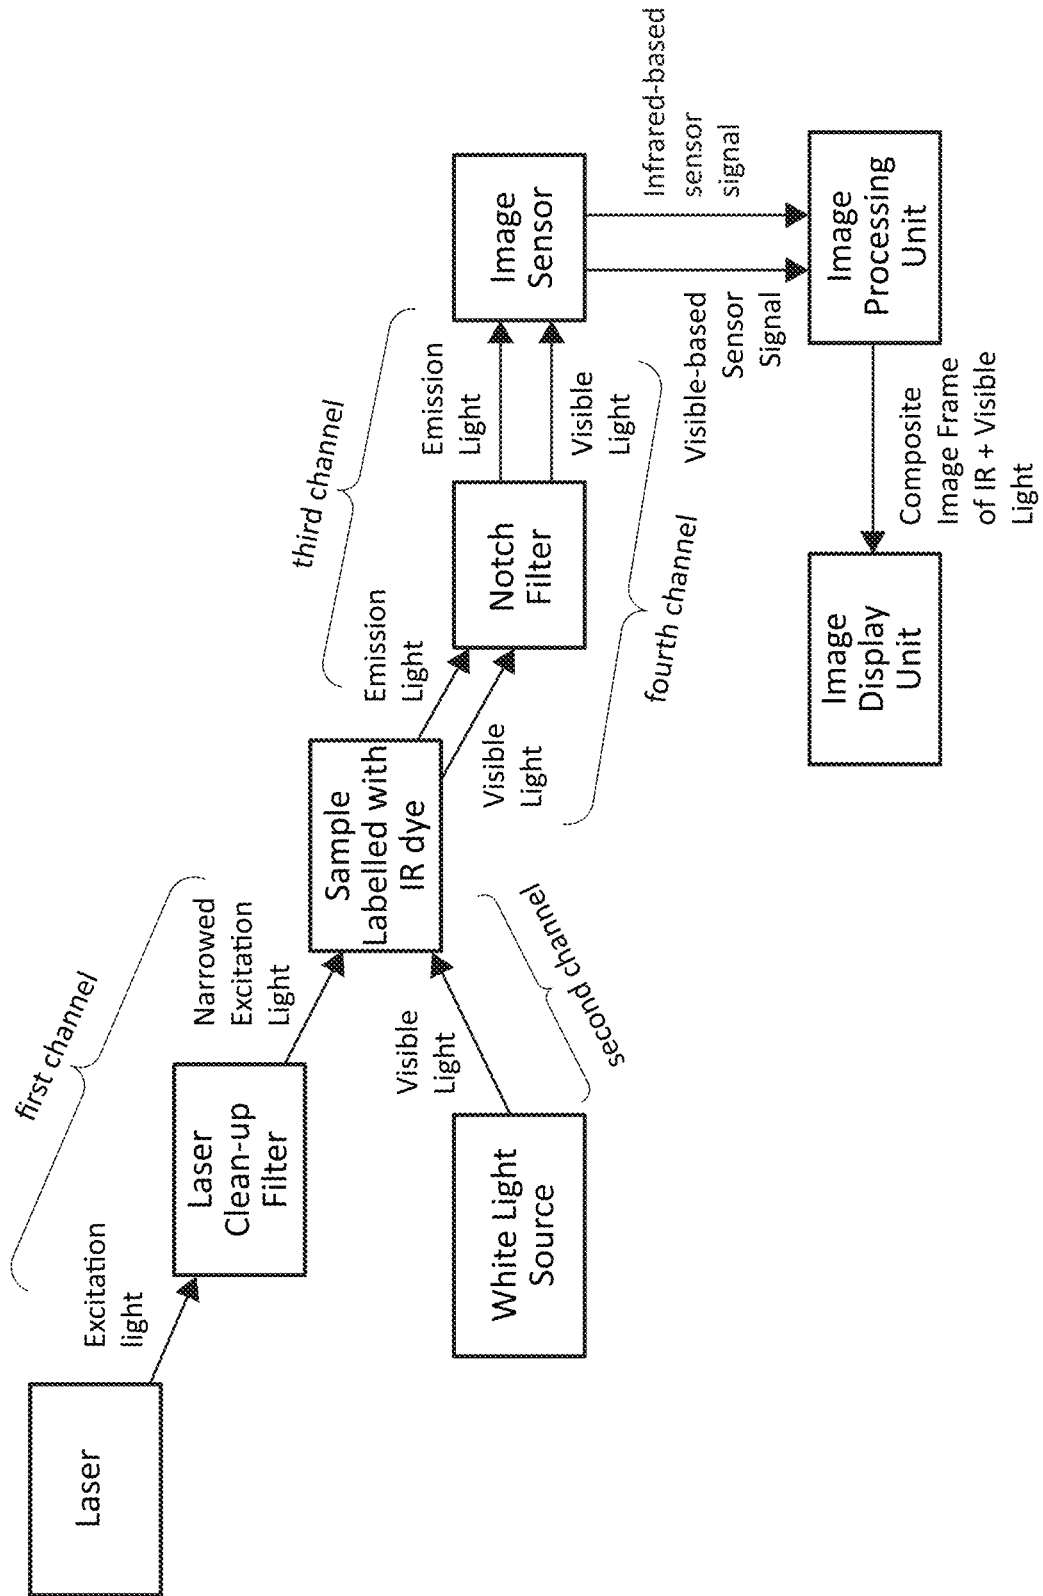 Laser
Excitation
light
first channel
Laser
Clean-up
Filter
Narrowed
Excitation
Light
White Light
Source
Visible
Light
second channel
Sample
Labelled with
IR dye
Emission
Light
Visible
Light
third channel
Notch
Filter
fourth channel
Emission
Light
Visible
Light
Image
Sensor
Visible-based
Sensor
Signal
Infrared-based
sensor
signal
Image
Processing
Unit
Composite
Image Frame
of IR + Visible
Light
Image
Display
Unit